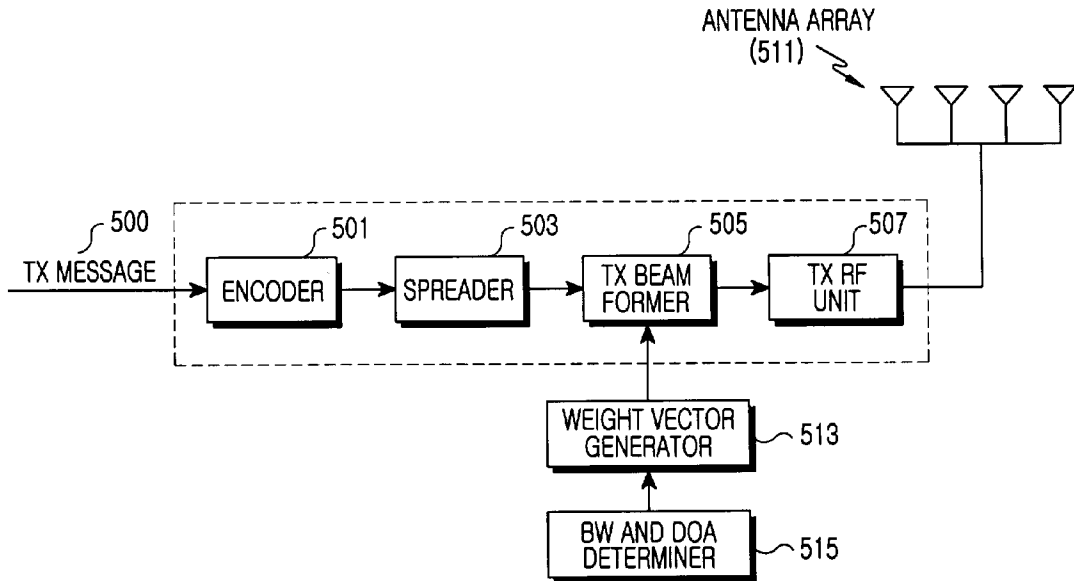 ANTENNA ARRAY
(511)
500
TX MESSAGE
501
ENCODER
503
SPREADER
505
TX BEAM
FORMER
507
TX RF
UNIT
WEIGHT VECTOR
GENERATOR
513
BW AND DOA
DETERMINER
515